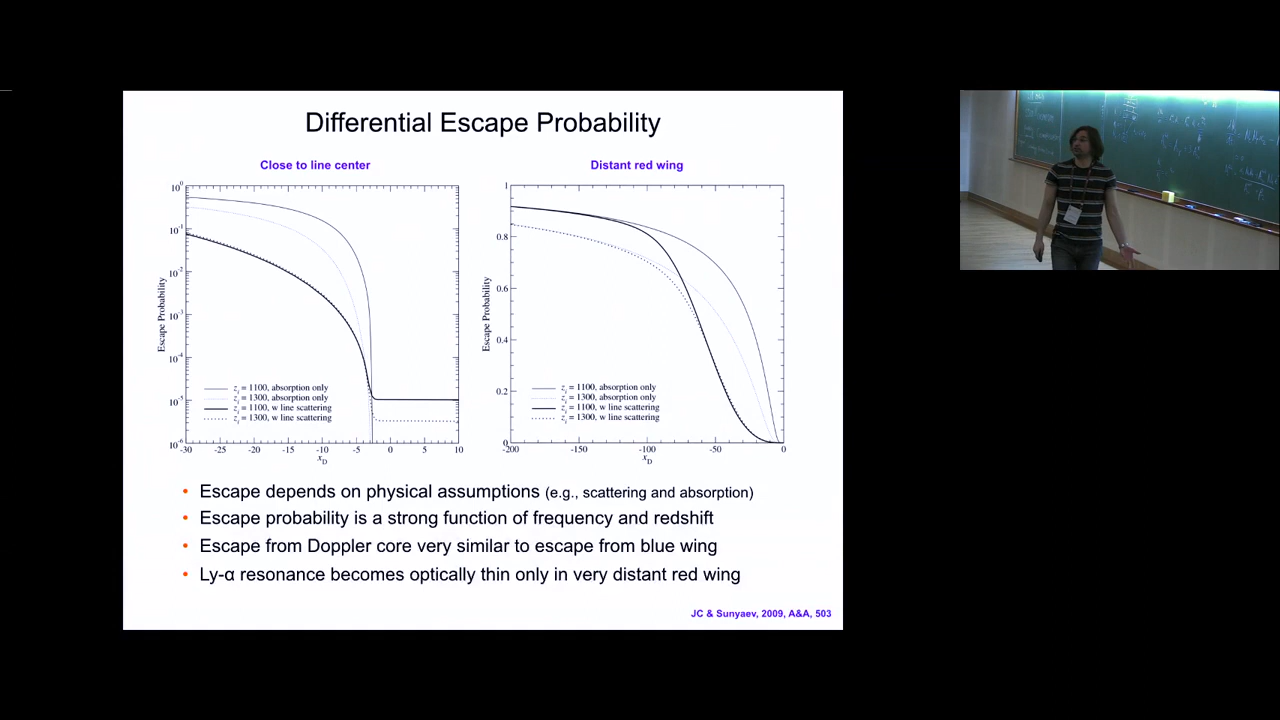 Differential Escape Probability
Close to line center
Escape Probability
10^0
10^-1
10^-2
10^-3
10^-4
10^-5
10^-6
z_i = 1100, absorption only
z_i = 1300, absorption only
z_i = 1100, w line scattering
z_i = 1300, w line scattering
-30 -25 -20 -15 -10 -5 0 5 10
x_D
Distant red wing
Escape Probability
1
0.8
0.6
0.4
0.2
0
z_i = 1100, absorption only
z_i = 1300, absorption only
z_i = 1100, w line scattering
z_i = 1300, w line scattering
-200 -150 -100 -50 0
x_D
• Escape depends on physical assumptions (e.g., scattering and absorption)
• Escape probability is a strong function of frequency and redshift
• Escape from Doppler core very similar to escape from blue wing
• Ly-α resonance becomes optically thin only in very distant red wing
JC & Sunyaev, 2009, A&A, 503